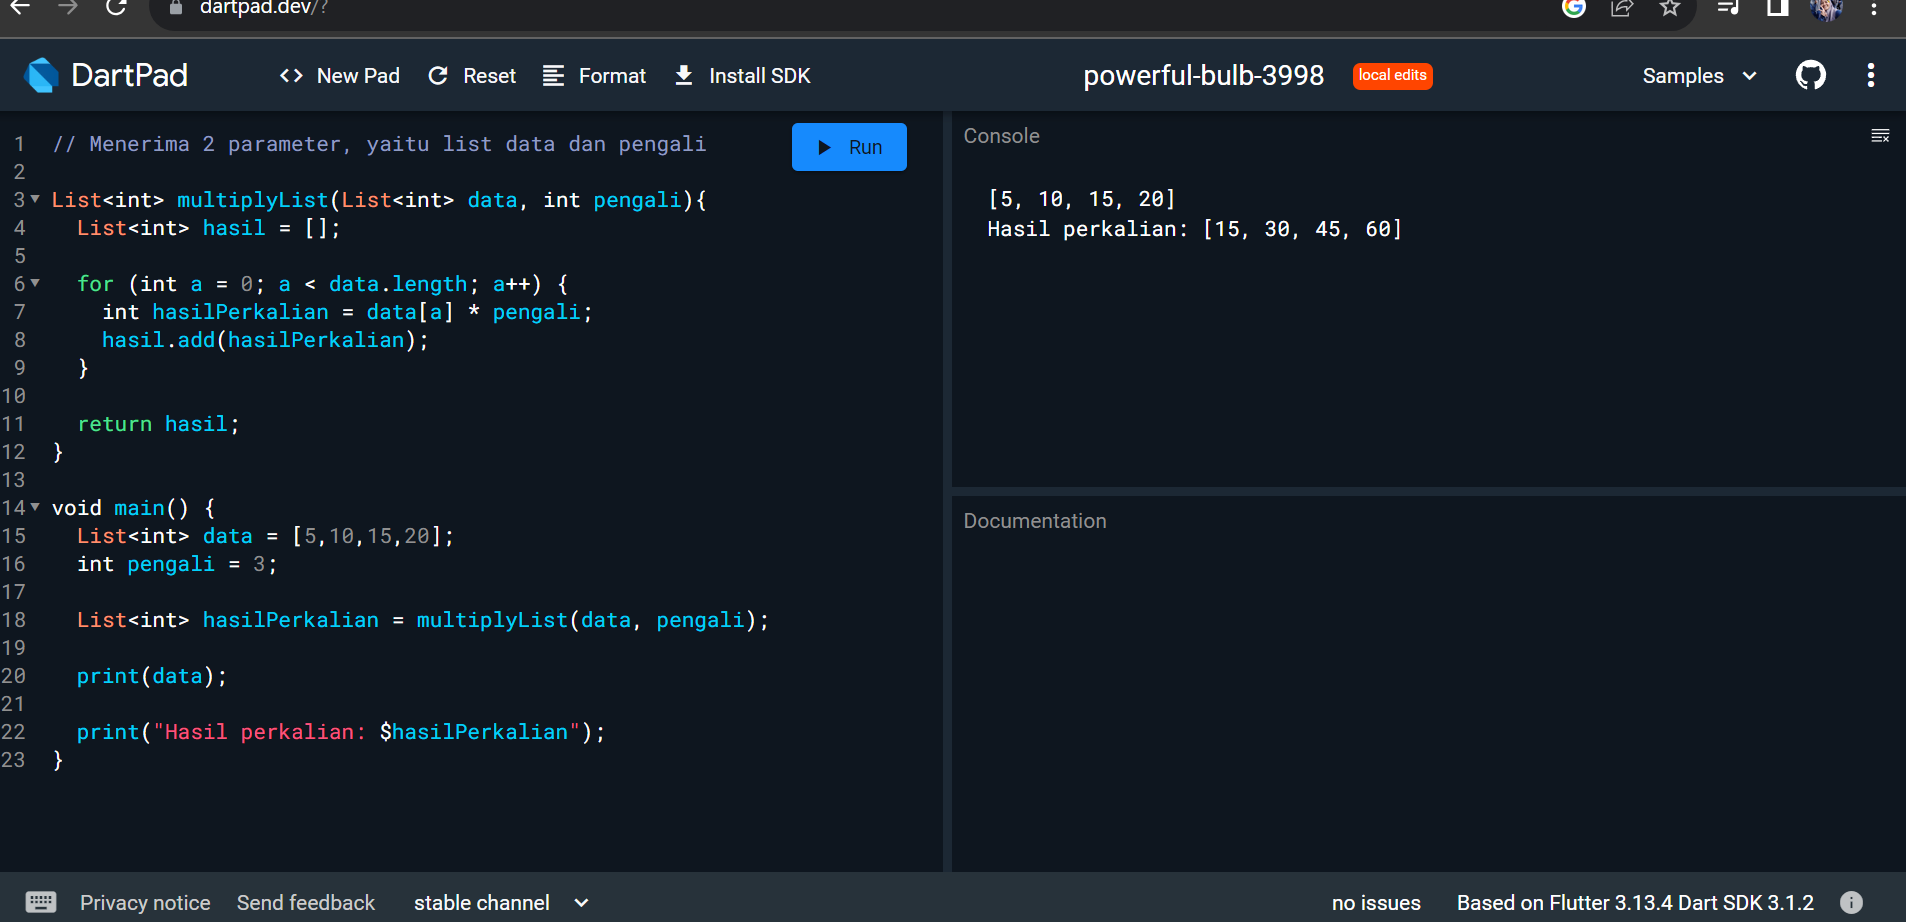 dartpad.dev/?
DartPad
<> New Pad
Reset
Format
Install SDK
powerful-bulb-3998
local edits
Samples
1 // Menerima 2 parameter, yaitu list data dan pengali
2
3 List<int> multiplyList(List<int> data, int pengali){
4   List<int> hasil = [];
5
6   for (int a = 0; a < data.length; a++) {
7     int hasilPerkalian = data[a] * pengali;
8     hasil.add(hasilPerkalian);
9   }
10
11   return hasil;
12 }
13
14 void main() {
15   List<int> data = [5,10,15,20];
16   int pengali = 3;
17
18   List<int> hasilPerkalian = multiplyList(data, pengali);
19
20   print(data);
21
22   print("Hasil perkalian: $hasilPerkalian");
23 }
Run
Console
[5, 10, 15, 20]
Hasil perkalian: [15, 30, 45, 60]
Documentation
Privacy notice
Send feedback
stable channel
no issues
Based on Flutter 3.13.4 Dart SDK 3.1.2